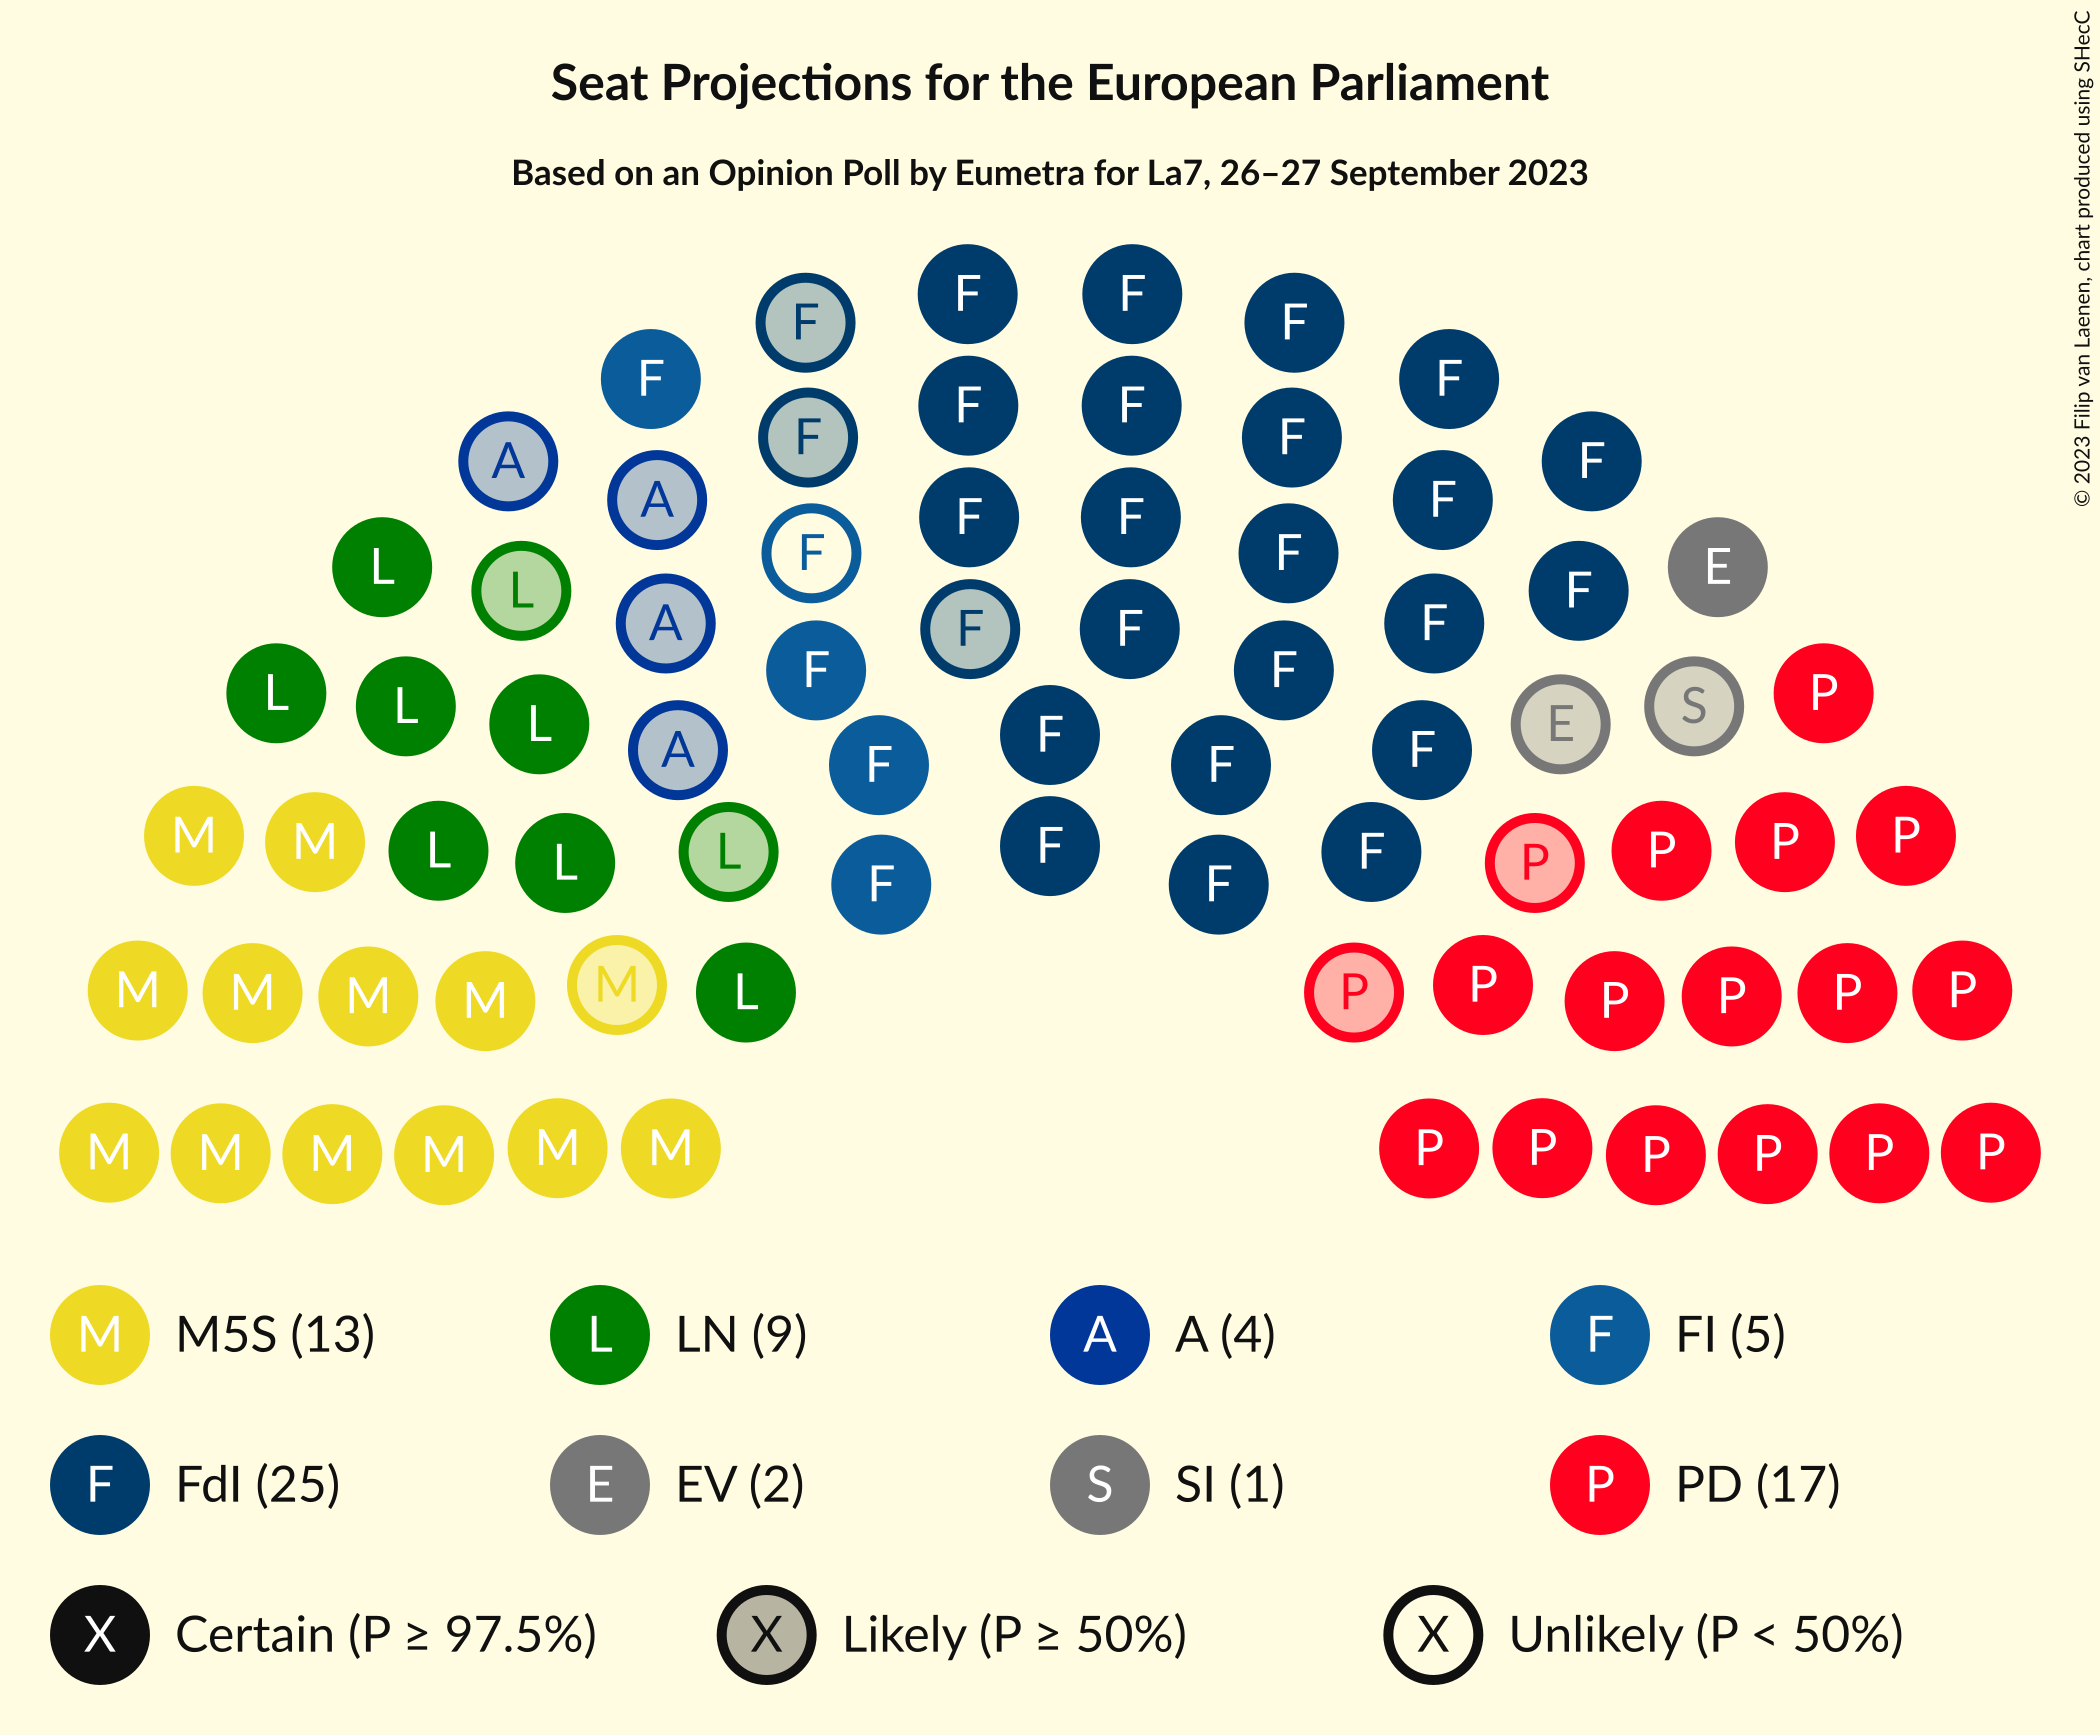 Seat Projections for the European Parliament
Based on an Opinion Poll by Eumetra for La7, 26–27 September 2023
© 2023 Filip van Laenen, chart produced using SHecC
F F
F F
F F
F F F F
A F
F F F
A F
F F F F
L E
L F
A F
L P
F F F
L L S
L E
F
A F
F F
M M P P
L F L P
L F F P
F F
M M M M M L P P P P P P
M M M M M M P P P P P P
M M5S (13) L LN (9) A A (4) F FI (5)
F FdI (25) E EV (2) S SI (1) P PD (17)
X Certain (P ≥ 97.5%) X Likely (P ≥ 50%) X Unlikely (P < 50%)